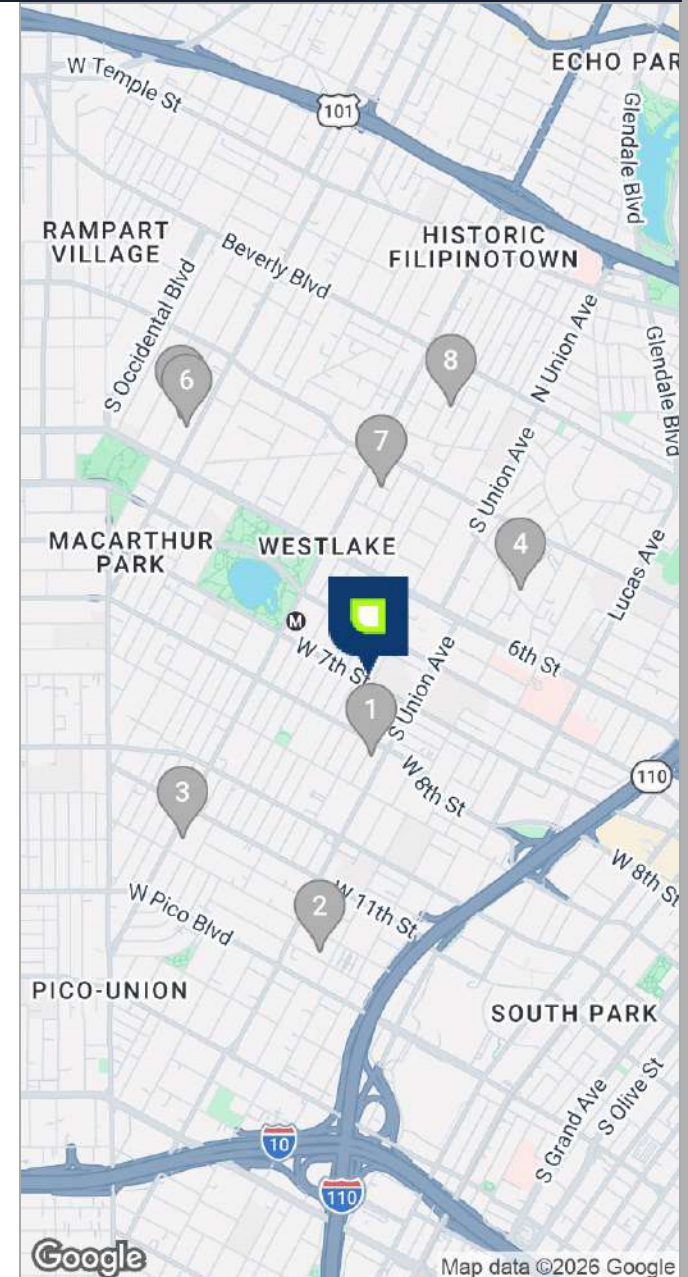 ECHO PAR
W Temple St
101
Glendale Blvd
RAMPART
VILLAGE
HISTORIC
FILIPINOTOWN
Beverly Blvd
S Occidental Blvd
N Union Ave
Glendale Blvd
8
6
7
S Union Ave
4
MACARTHUR
PARK
WESTLAKE
Lucas Ave
M
W 7th St
6th St
S Union Ave
1
110
W 8th St
3
W 8th St
2
W 11th St
W Pico Blvd
PICO-UNION
SOUTH PARK
S Olive St
S Grand Ave
10
110
Google
Map data ©2026 Google